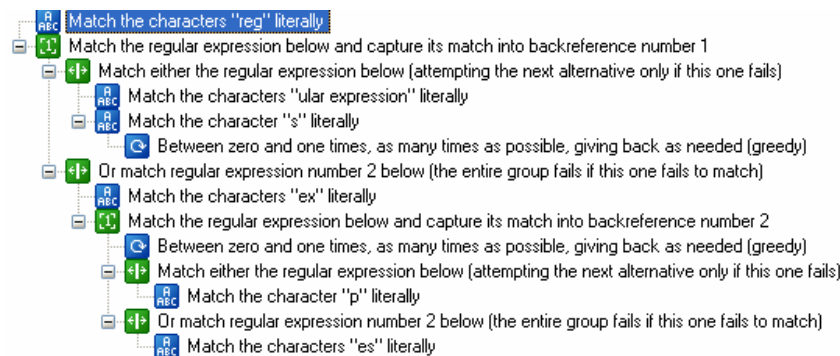 Match the characters "reg" literally
Match the regular expression below and capture its match into backreference number 1
Match either the regular expression below (attempting the next alternative only if this one fails)
Match the characters "ular expression" literally
Match the character "s" literally
Between zero and one times, as many times as possible, giving back as needed (greedy)
Or match regular expression number 2 below (the entire group fails if this one fails to match)
Match the characters "ex" literally
Match the regular expression below and capture its match into backreference number 2
Between zero and one times, as many times as possible, giving back as needed (greedy)
Match either the regular expression below (attempting the next alternative only if this one fails)
Match the character "p" literally
Or match regular expression number 2 below (the entire group fails if this one fails to match)
Match the characters "es" literally